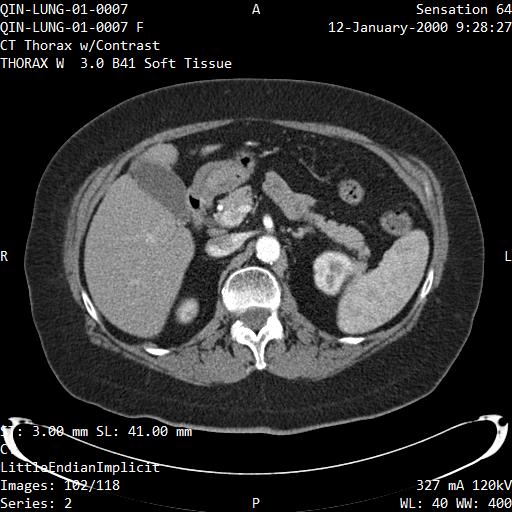 QIN-LUNG-01-0007
A
Sensation 64
QIN-LUNG-01-0007 F
12-January-2000 9:28:27
CT Thorax w/Contrast
THORAX W 3.0 B41 Soft Tissue
R
L
: 3.00 mm SL: 41.00 mm
LittleEndianImplicit
Images: 102/118
327 mA 120kV
Series: 2
P
WL: 40 WW: 400